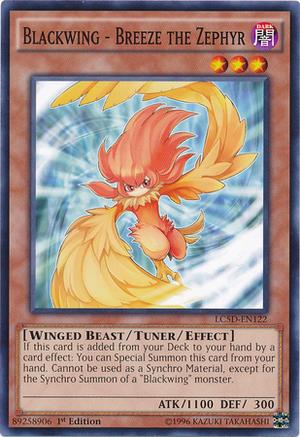 BLACKWING - BREEZE THE ZEPHYR
DARK
闇
LC5D-EN122
[WINGED BEAST/TUNER/EFFECT]
If this card is added from your Deck to your hand by a
card effect: You can Special Summon this card from your
hand. Cannot be used as a Synchro Material, except for
the Synchro Summon of a "Blackwing" monster.
ATK/1100 DEF/ 300
89258906 1st Edition ©1996 KAZUKI TAKAHASHI